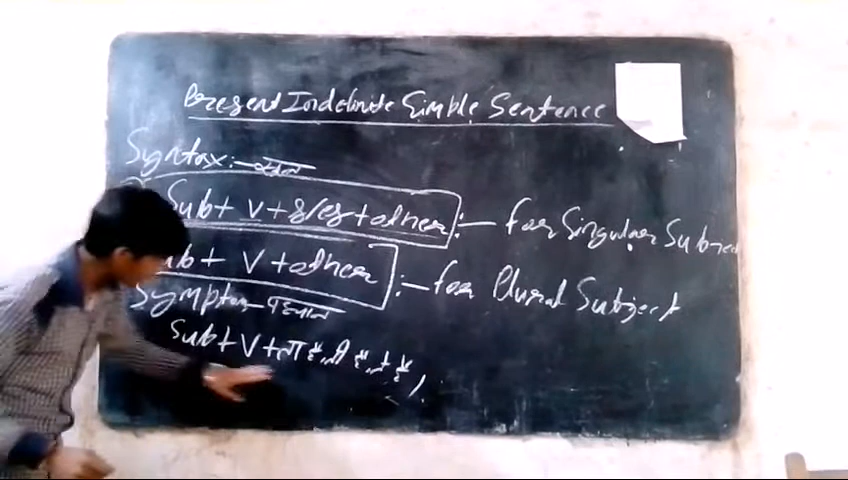 Present Indefinite Simple Sentence
Syntax:-
Sub + V + s/es + other :- for Singular Subject
Sub + V + other :- for Plural Subject
Symptom -
Sub + V +